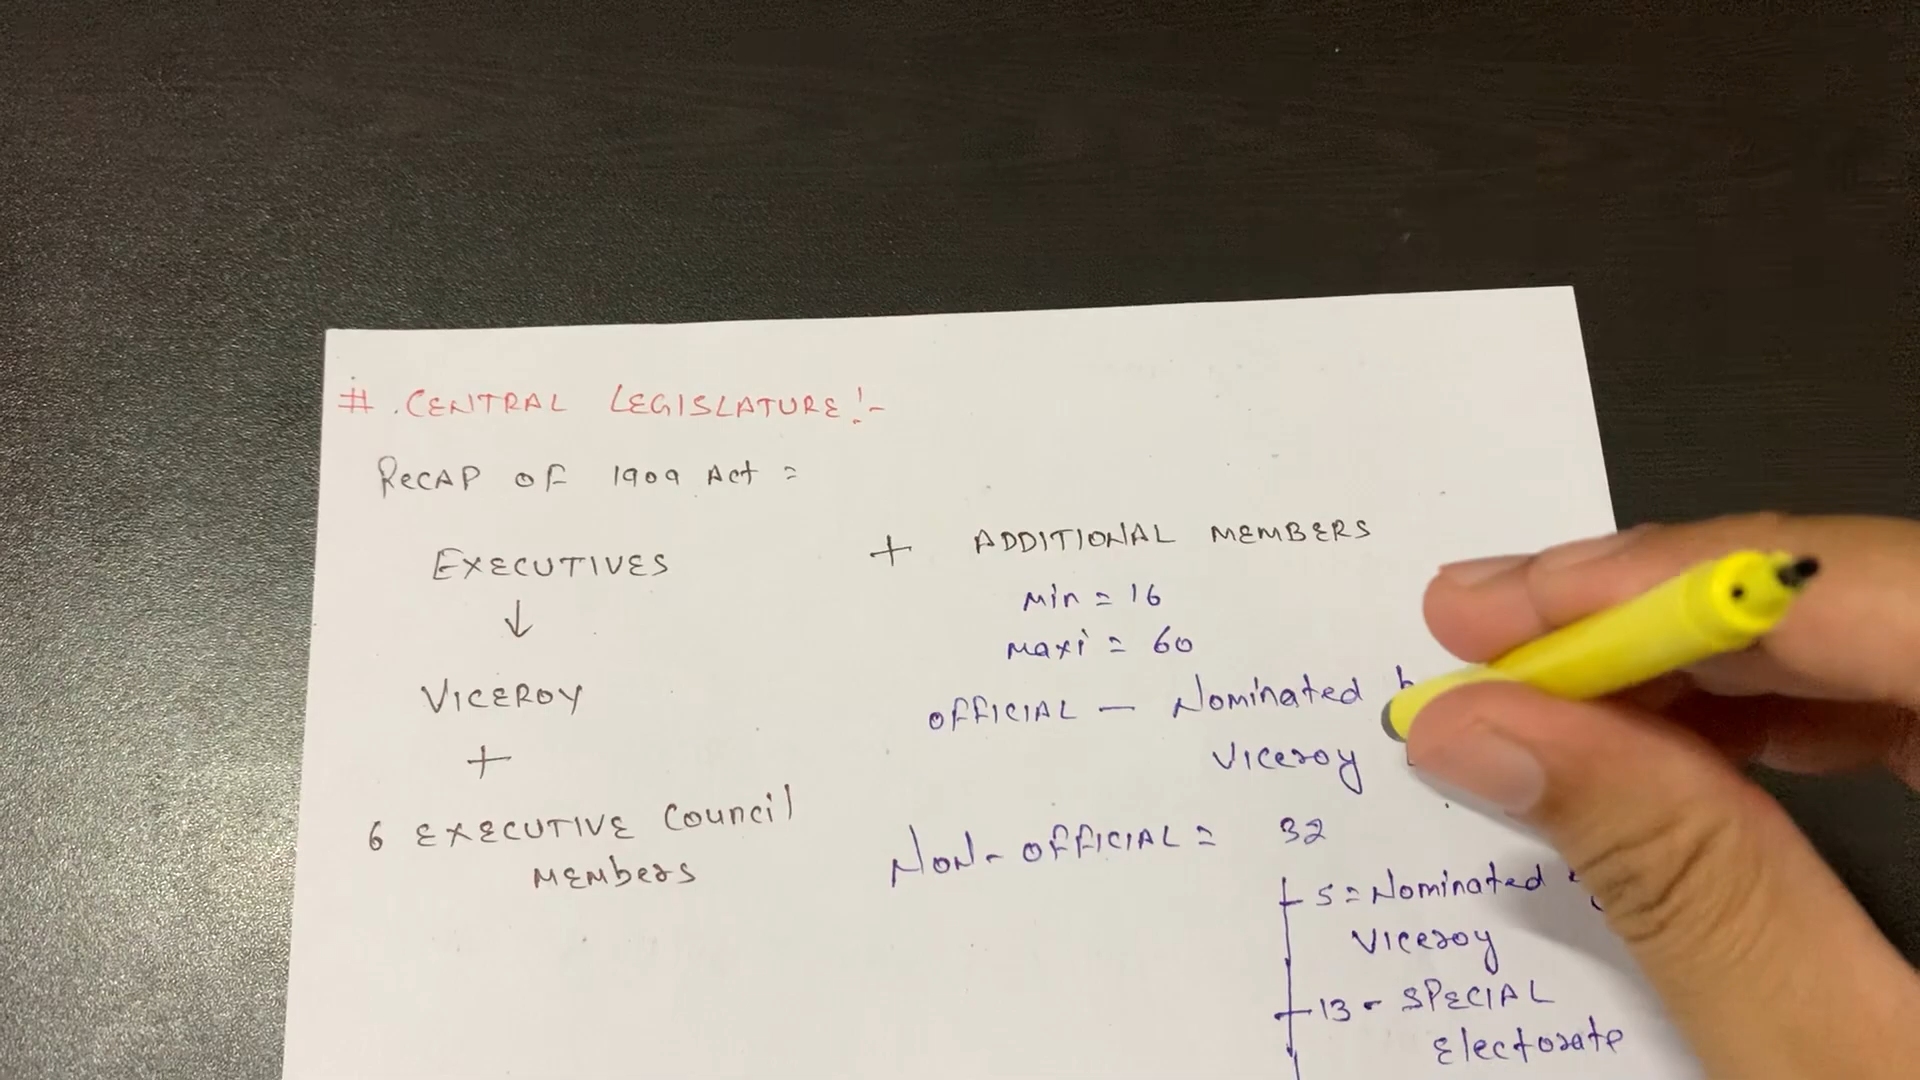 # . CENTRAL LEGISLATURE !-
RECAP OF 1909 Act =
EXECUTIVES
↓
VICEROY
+
6 EXECUTIVE Council
MEMbers
+ ADDITIONAL MEMBERS
Min = 16
Maxi = 60
OFFICIAL — Nominated
Viceroy
NON-OFFICIAL = 32
5 = Nominated
Viceroy
13 - SPECIAL
Electorate